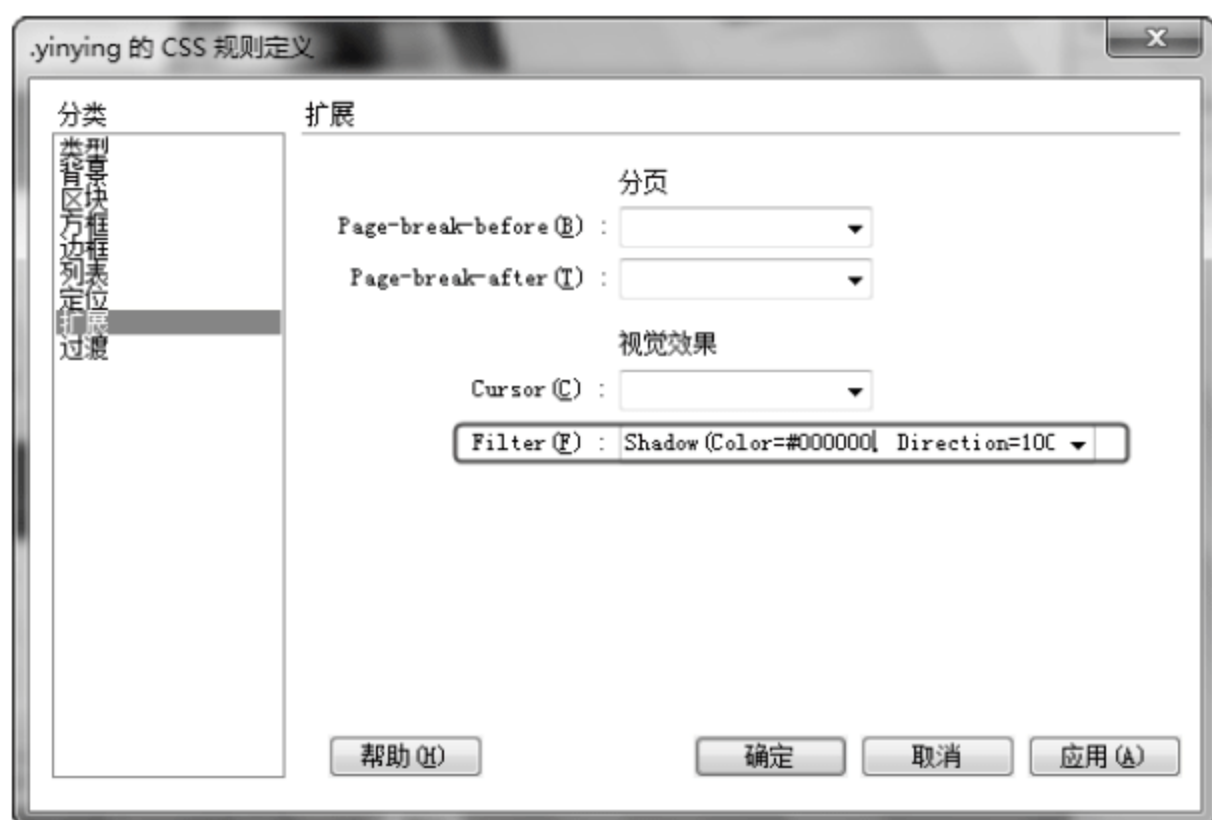 .yinying 的 CSS 规则定义
分类
类型
背景
区块
方框
边框
列表
定位
扩展
过渡
扩展
分页
Page-break-before(B) :
Page-break-after(T) :
视觉效果
Cursor(C) :
Filter(F) : Shadow(Color=#000000, Direction=100
帮助(H) 确定 取消 应用(A)